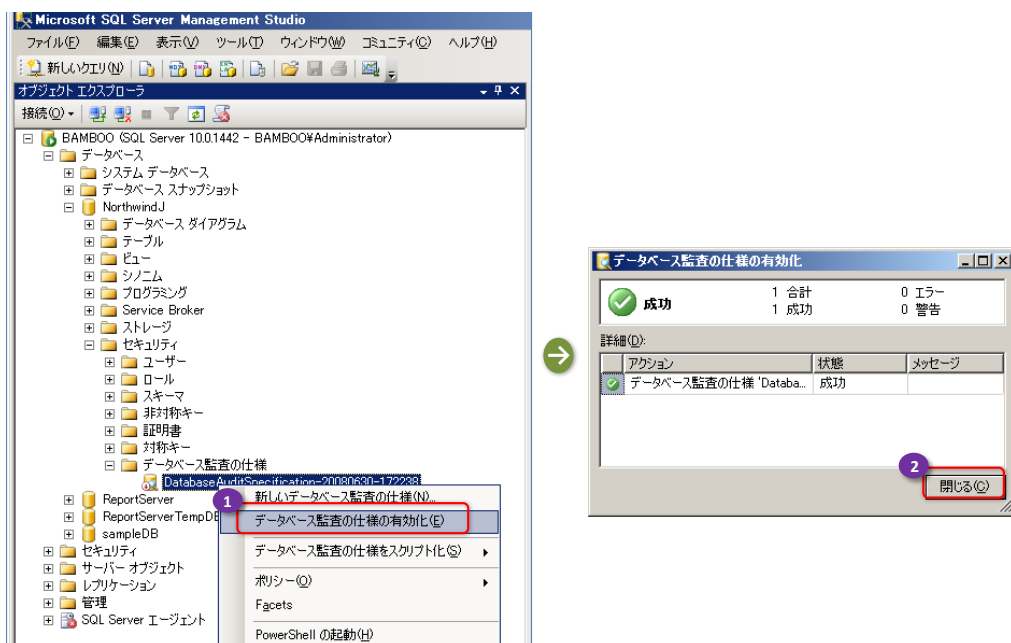 Microsoft SQL Server Management Studio
ファイル(F) 編集(E) 表示(V) ツール(T) ウィンドウ(W) コミュニティ(C) ヘルプ(H)
新しいクエリ(N)
オブジェクト エクスプローラ
接続(O)
BAMBOO (SQL Server 10.0.1442 - BAMBOO¥Administrator)
データベース
システム データベース
データベース スナップショット
NorthwindJ
データベース ダイアグラム
テーブル
ビュー
シノニム
プログラミング
Service Broker
ストレージ
セキュリティ
ユーザー
ロール
スキーマ
非対称キー
証明書
対称キー
データベース監査の仕様
DatabaseAuditSpecification-20080630-172238
ReportServer
ReportServerTempDB
sampleDB
セキュリティ
サーバー オブジェクト
レプリケーション
管理
SQL Server エージェント
1
新しいデータベース監査の仕様(N)...
データベース監査の仕様の有効化(E)
データベース監査の仕様をスクリプト化(S)
ポリシー(O)
Facets
PowerShell の起動(H)
データベース監査の仕様の有効化
成功
1 合計 0 エラー
1 成功 0 警告
詳細(D):
アクション 状態 メッセージ
データベース監査の仕様 'Databa... 成功
2
閉じる(C)